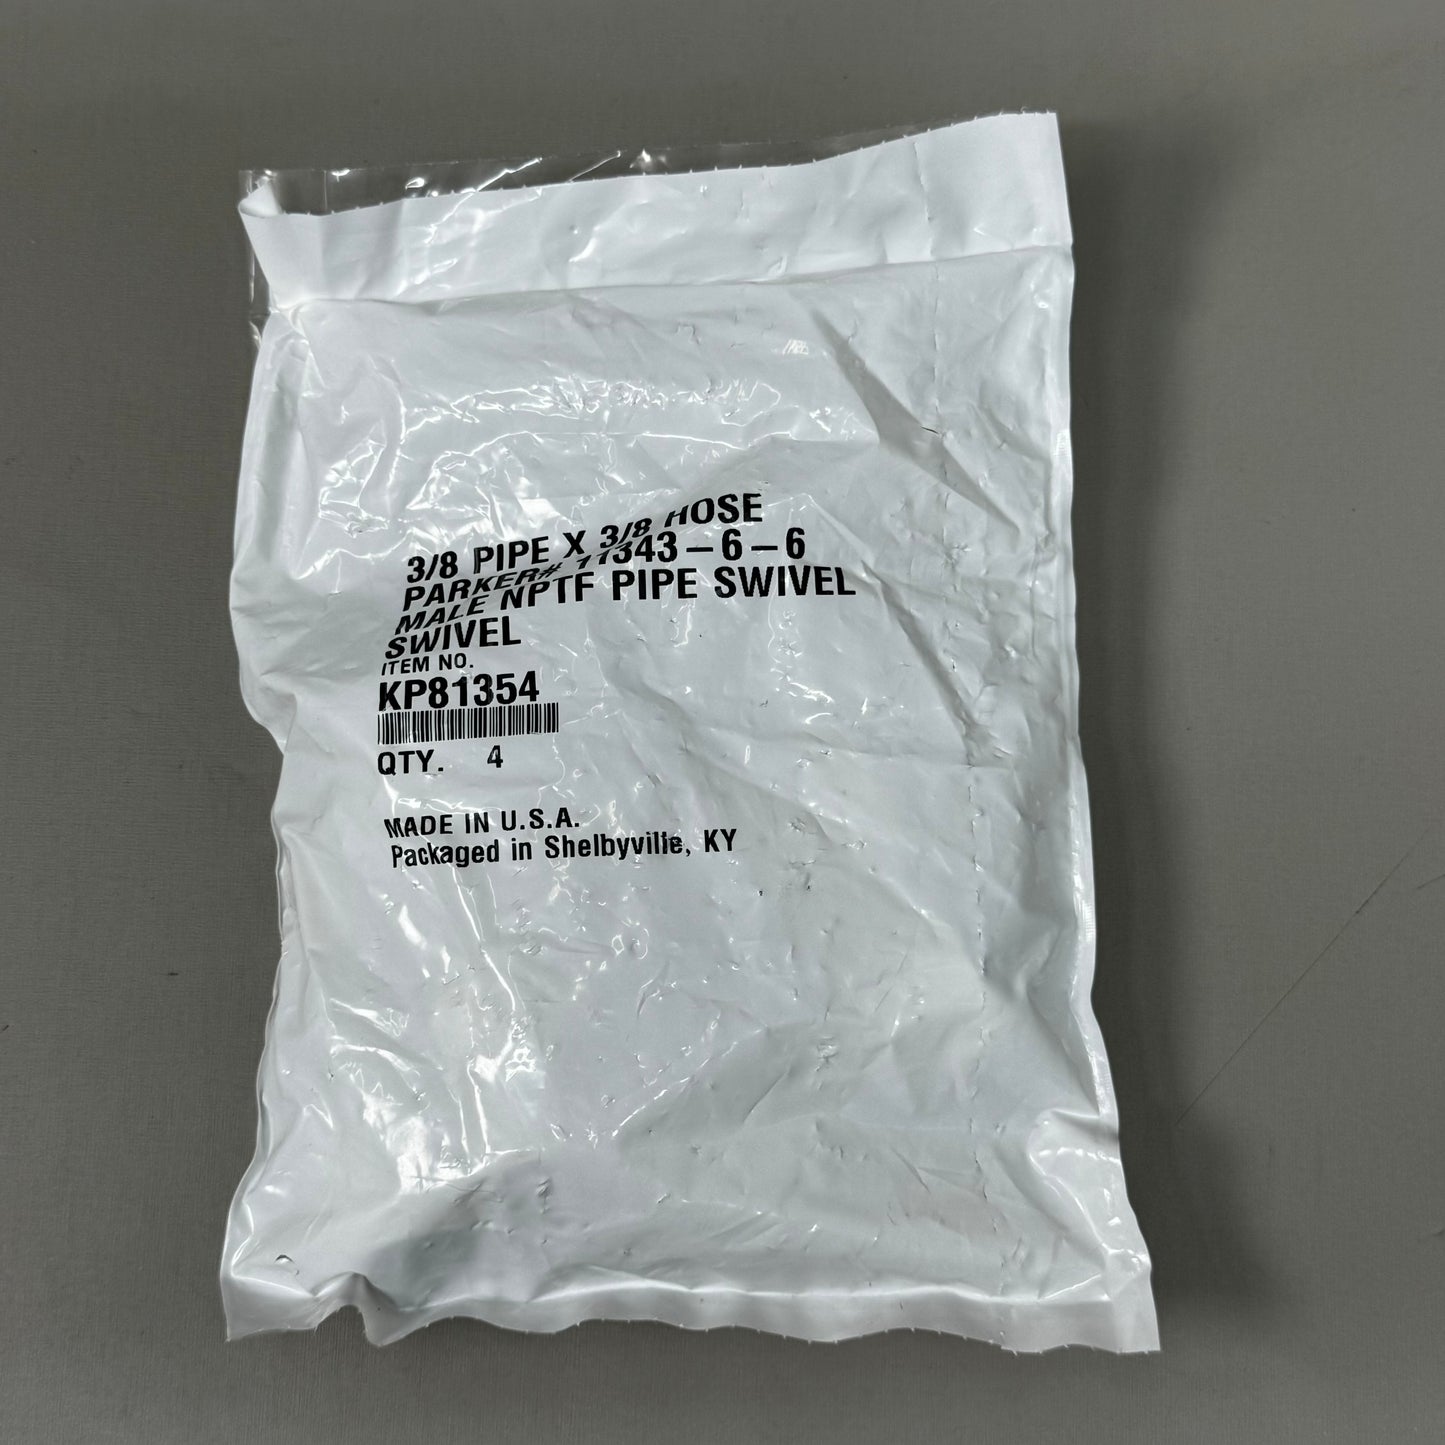 3/8 PIPE X 3/8 HOSE
PARKER# 11343-6-6
MALE NPTF PIPE SWIVEL
SWIVEL
ITEM NO.
KP81354
QTY. 4
MADE IN U.S.A.
Packaged in Shelbyville, KY